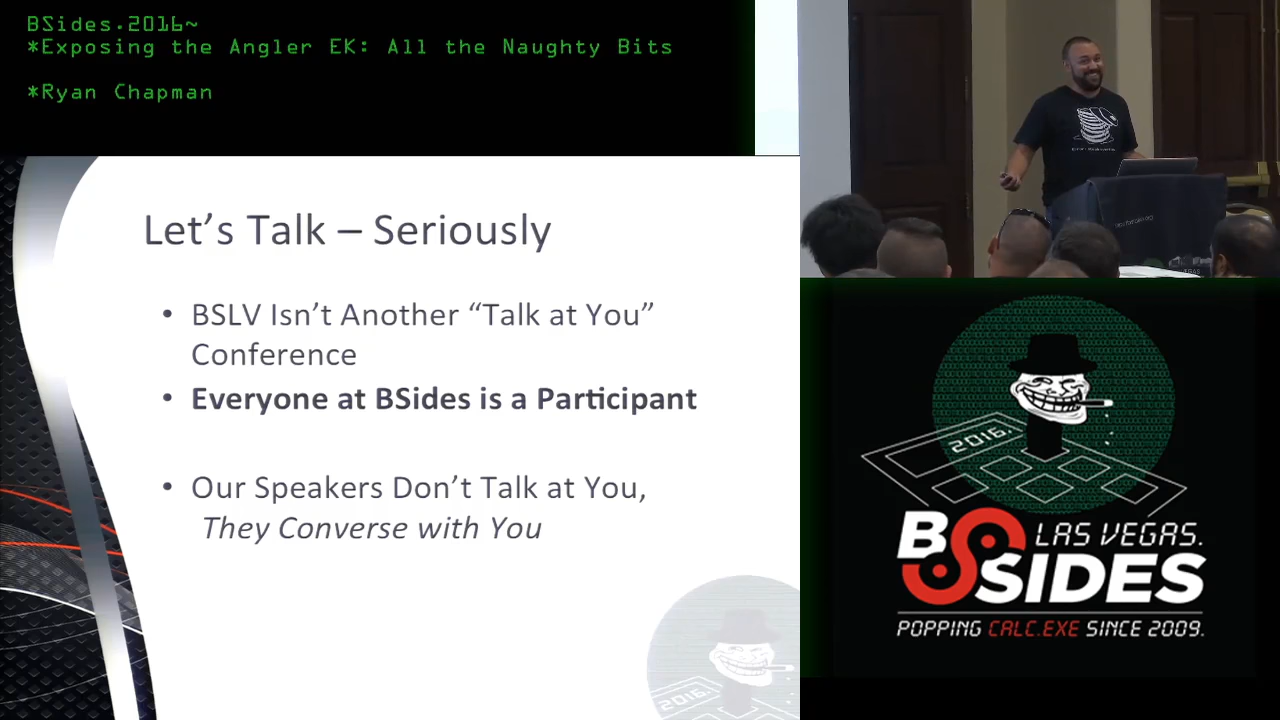 BSides.2016~
*Exposing the Angler EK: All the Naughty Bits
*Ryan Chapman
Let's Talk – Seriously
• BSLV Isn't Another “Talk at You”
Conference
• Everyone at BSides is a Participant
• Our Speakers Don't Talk at You,
They Converse with You
2016.
2016.
BSIDES LAS VEGAS.
POPPING CALC.EXE SINCE 2009.